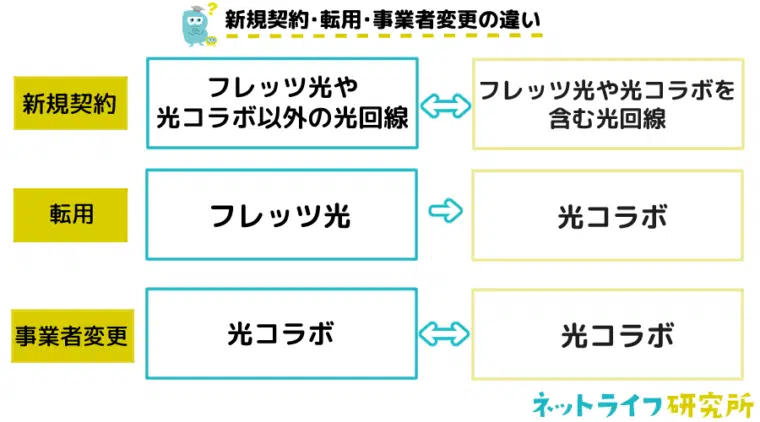 ?
新規契約・転用・事業者変更の違い
新規契約
フレッツ光や
光コラボ以外の光回線
フレッツ光や光コラボを
含む光回線
転用
フレッツ光
光コラボ
事業者変更
光コラボ
光コラボ
ネットライフ研究所